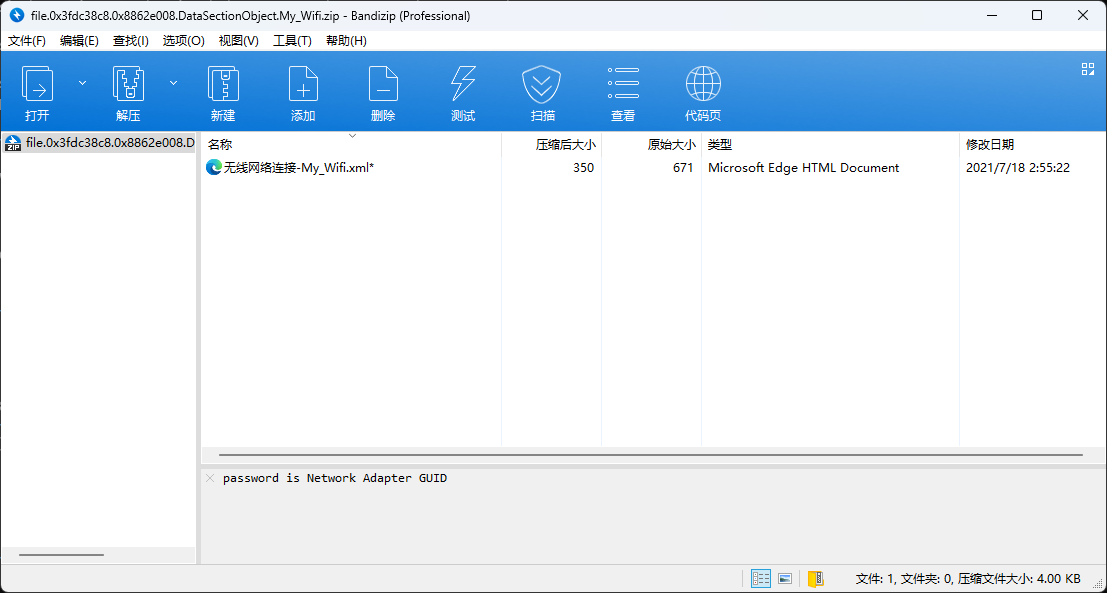 file.0x3fdc38c8.0x8862e008.DataSectionObject.My_Wifi.zip - Bandizip (Professional)
文件(F) 编辑(E) 查找(I) 选项(O) 视图(V) 工具(T) 帮助(H)
打开 解压 新建 添加 删除 测试 扫描 查看 代码页
file.0x3fdc38c8.0x8862e008.D
名称 压缩后大小 原始大小 类型 修改日期
无线网络连接-My_Wifi.xml* 350 671 Microsoft Edge HTML Document 2021/7/18 2:55:22
password is Network Adapter GUID
文件: 1, 文件夹: 0, 压缩文件大小: 4.00 KB